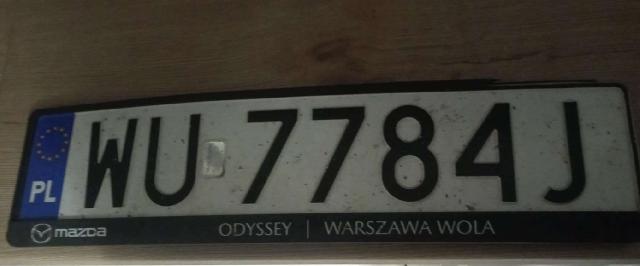 WU 7784J
PL
mazda ODYSSEY | WARSZAWA WOLA